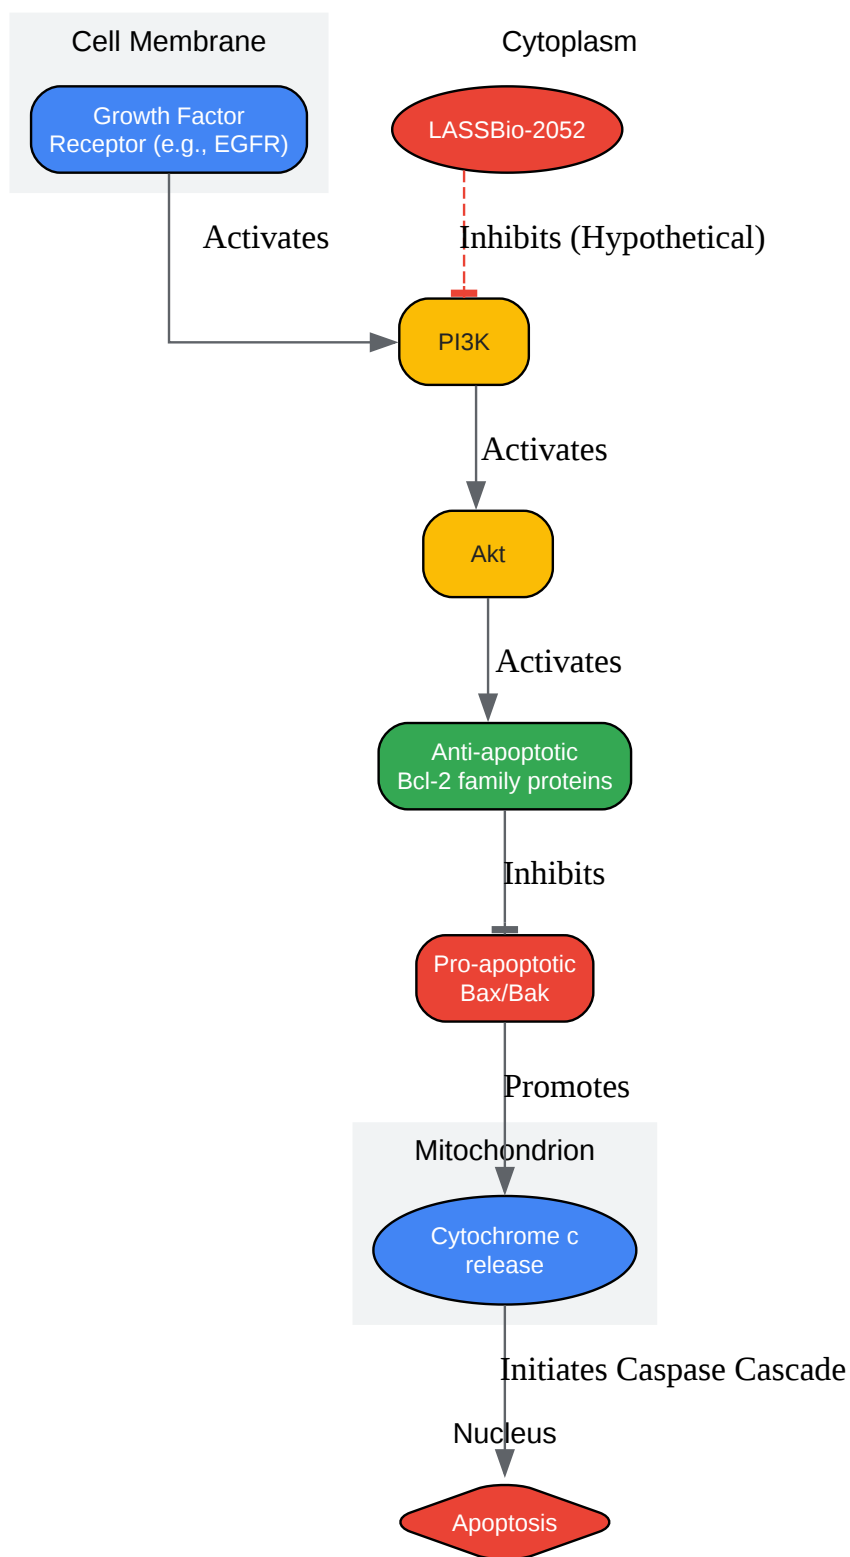 Cell Membrane
Cytoplasm
Growth Factor
Receptor (e.g., EGFR)
LASSBio-2052
Activates
Inhibits (Hypothetical)
PI3K
Activates
Akt
Activates
Anti-apoptotic
Bcl-2 family proteins
Inhibits
Pro-apoptotic
Bax/Bak
Promotes
Mitochondrion
Cytochrome c
release
Initiates Caspase Cascade
Nucleus
Apoptosis